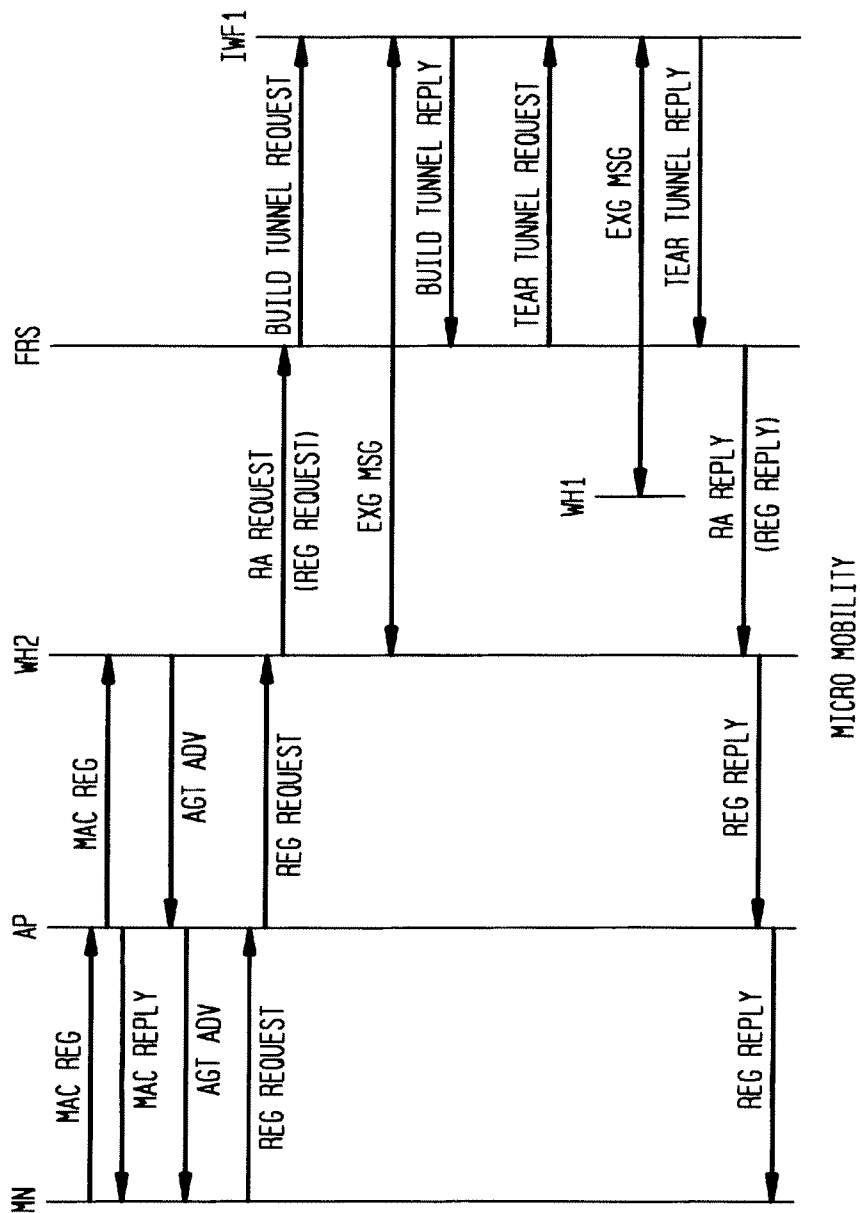 MN
AP
WH2
FRS
IWF1
MAC REG
MAC REG
MAC REPLY
AGT ADV
AGT ADV
REG REQUEST
REG REQUEST
RA REQUEST
(REG REQUEST)
BUILD TUNNEL REQUEST
EXG MSG
BUILD TUNNEL REPLY
TEAR TUNNEL REQUEST
WH1
EXG MSG
TEAR TUNNEL REPLY
RA REPLY
(REG REPLY)
REG REPLY
REG REPLY
MICRO MOBILITY